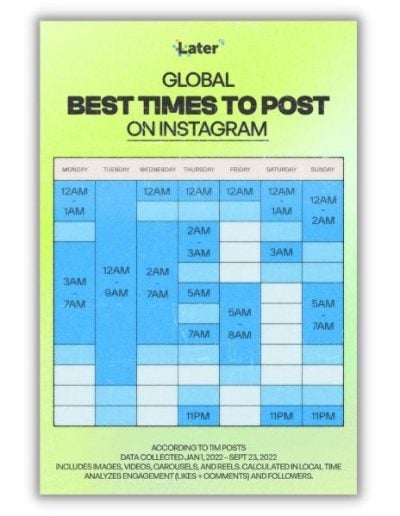 Later
GLOBAL
BEST TIMES TO POST
ON INSTAGRAM
MONDAY TUESDAY WEDNESDAY THURSDAY FRIDAY SATURDAY SUNDAY
12AM
-
1AM
3AM
-
7AM
12AM
-
9AM
12AM
2AM
-
7AM
12AM
2AM
-
3AM
5AM
7AM
11PM
12AM
5AM
-
8AM
12AM
-
1AM
3AM
11PM
12AM
-
2AM
5AM
-
7AM
11PM
ACCORDING TO 11M POSTS
DATA COLLECTED JAN 1, 2022 - SEPT 23, 2022
INCLUDES IMAGES, VIDEOS, CAROUSELS, AND REELS. CALCULATED IN LOCAL TIME
ANALYZES ENGAGEMENT (LIKES + COMMENTS) AND FOLLOWERS.